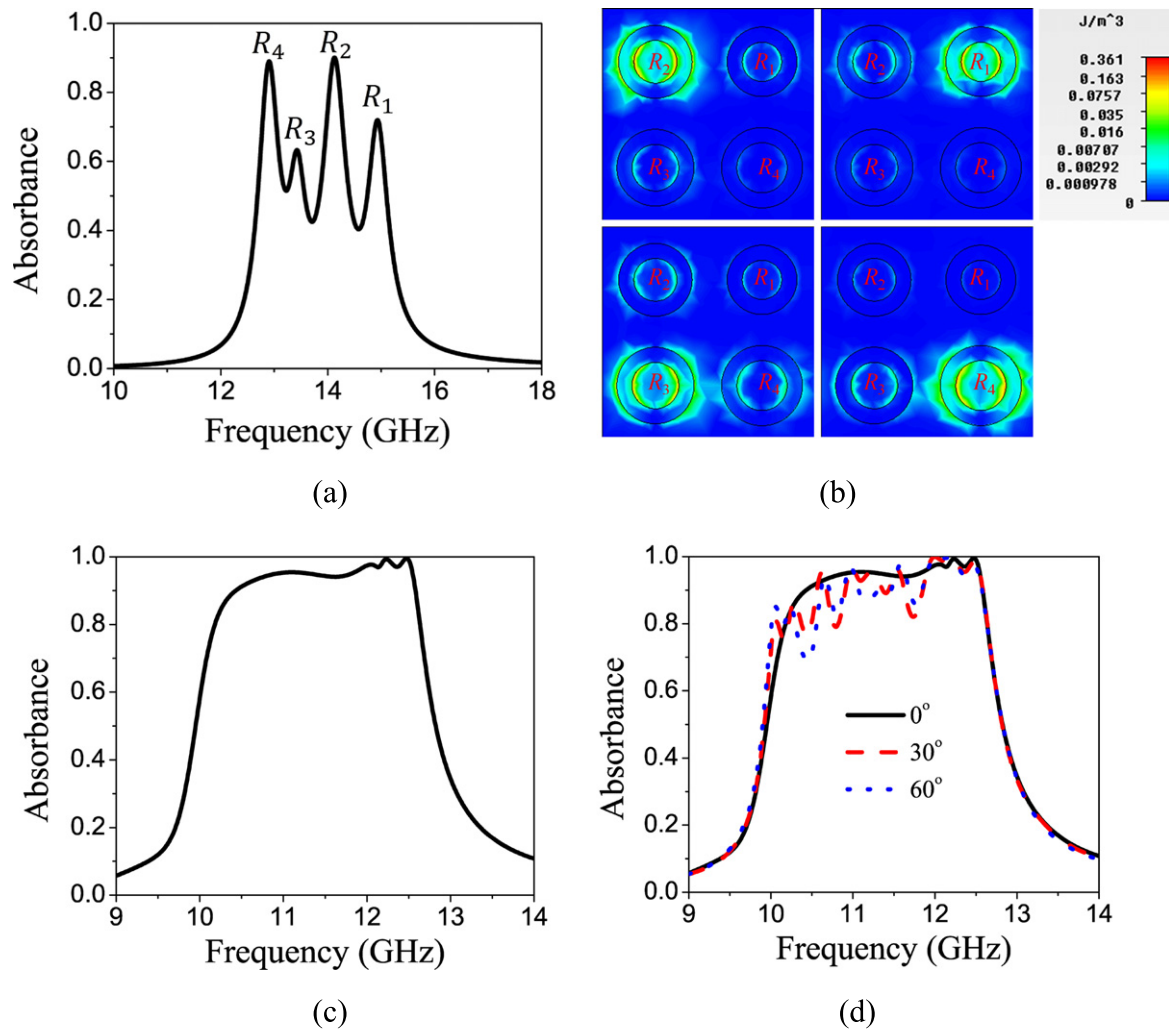 1.0
0.8
0.6
0.4
0.2
0.0
Absorbance
R4
R3
R2
R1
10 12 14 16 18
Frequency (GHz)
(a)
R2 R1 R2 R1
R3 R4 R3 R4
R2 R1 R2 R1
R3 R4 R3 R4
J/m^3
0.361
0.163
0.0757
0.035
0.016
0.00707
0.00292
0.000978
0
(b)
1.0
0.8
0.6
0.4
0.2
0.0
Absorbance
9 10 11 12 13 14
Frequency (GHz)
(c)
1.0
0.8
0.6
0.4
0.2
0.0
Absorbance
0°
30°
60°
9 10 11 12 13 14
Frequency (GHz)
(d)